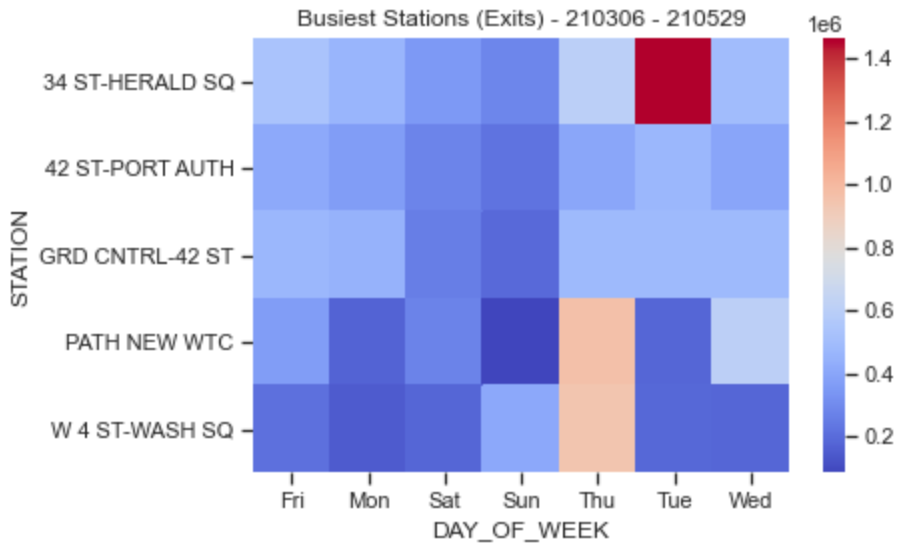 Busiest Stations (Exits) - 210306 - 210529
1e6
34 ST-HERALD SQ
42 ST-PORT AUTH
GRD CNTRL-42 ST
PATH NEW WTC
W 4 ST-WASH SQ
STATION
Fri Mon Sat Sun Thu Tue Wed
DAY_OF_WEEK
1.4
1.2
1.0
0.8
0.6
0.4
0.2